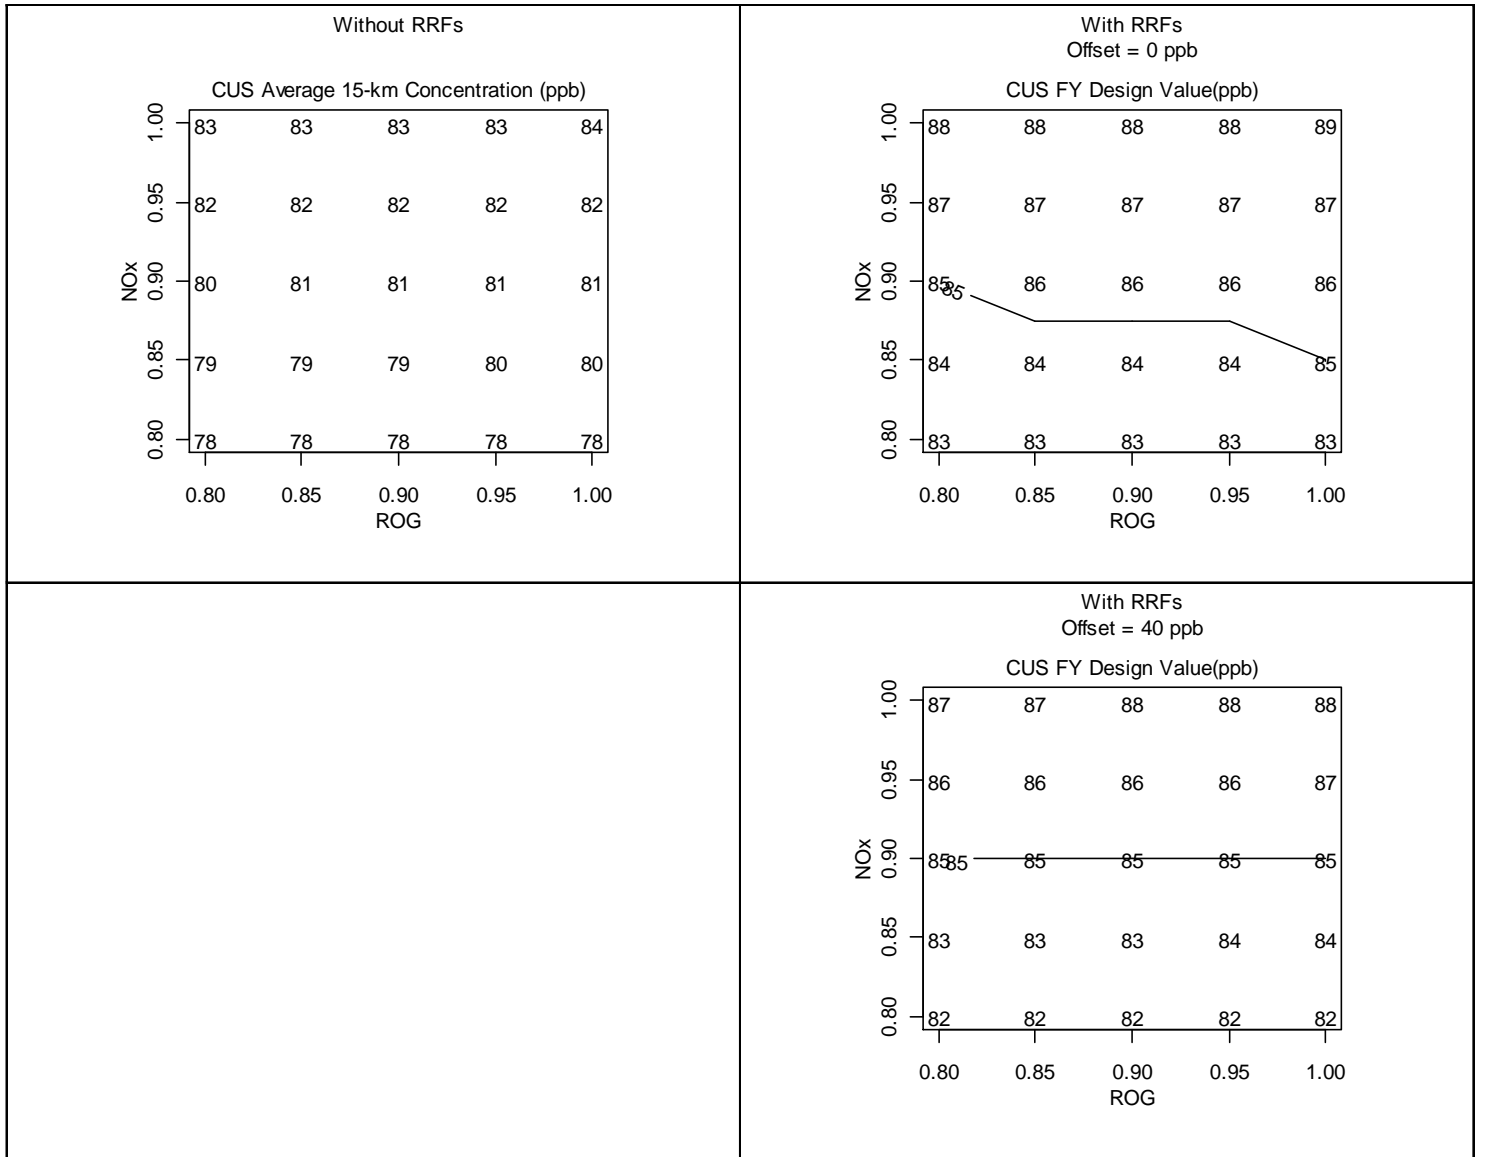 Without RRFs
CUS Average 15-km Concentration (ppb)
1.00 83 83 83 83 84
0.95 82 82 82 82 82
NOx
0.90 80 81 81 81 81
0.85 79 79 79 80 80
0.80 78 78 78 78 78
0.80 0.85 0.90 0.95 1.00
ROG
With RRFs
Offset = 0 ppb
CUS FY Design Value(ppb)
1.00 88 88 88 88 89
0.95 87 87 87 87 87
NOx
0.90 85 85 86 86 86 86
0.85 84 84 84 84 85
0.80 83 83 83 83 83
0.80 0.85 0.90 0.95 1.00
ROG
With RRFs
Offset = 40 ppb
CUS FY Design Value(ppb)
1.00 87 87 88 88 88
0.95 86 86 86 86 87
NOx
0.90 85 85 85 85 85 85
0.85 83 83 83 84 84
0.80 82 82 82 82 82
0.80 0.85 0.90 0.95 1.00
ROG